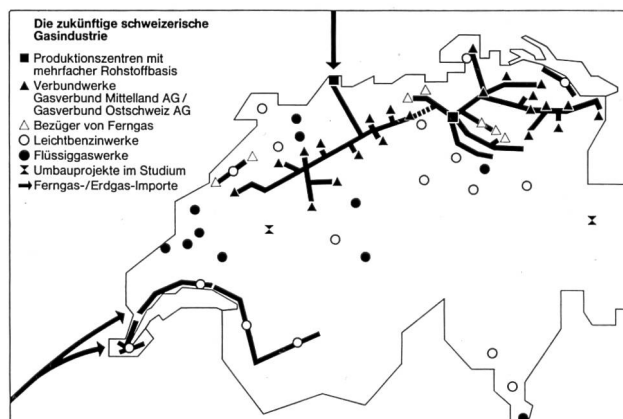 Die zukünftige schweizerische
Gasindustrie
Produktionszentren mit
mehrfacher Rohstoffbasis
Verbundwerke
Gasverbund Mittelland AG/
Gasverbund Ostschweiz AG
Bezüger von Ferngas
Leichtbenzinwerke
Flüssiggaswerke
Umbauprojekte im Studium
Ferngas-/Erdgas-Importe